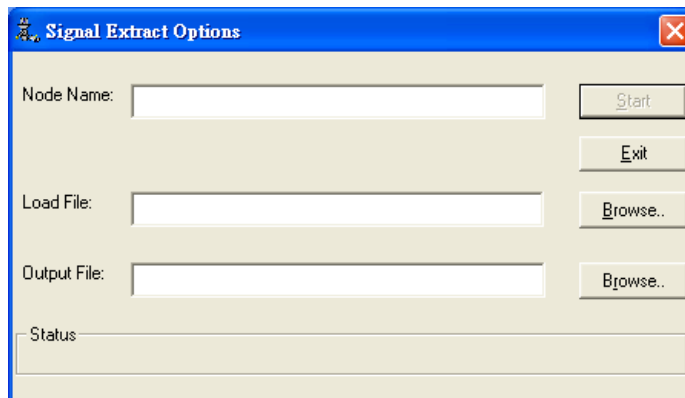 Signal Extract Options
Node Name:
Start
Exit
Load File:
Browse..
Output File:
Browse..
Status